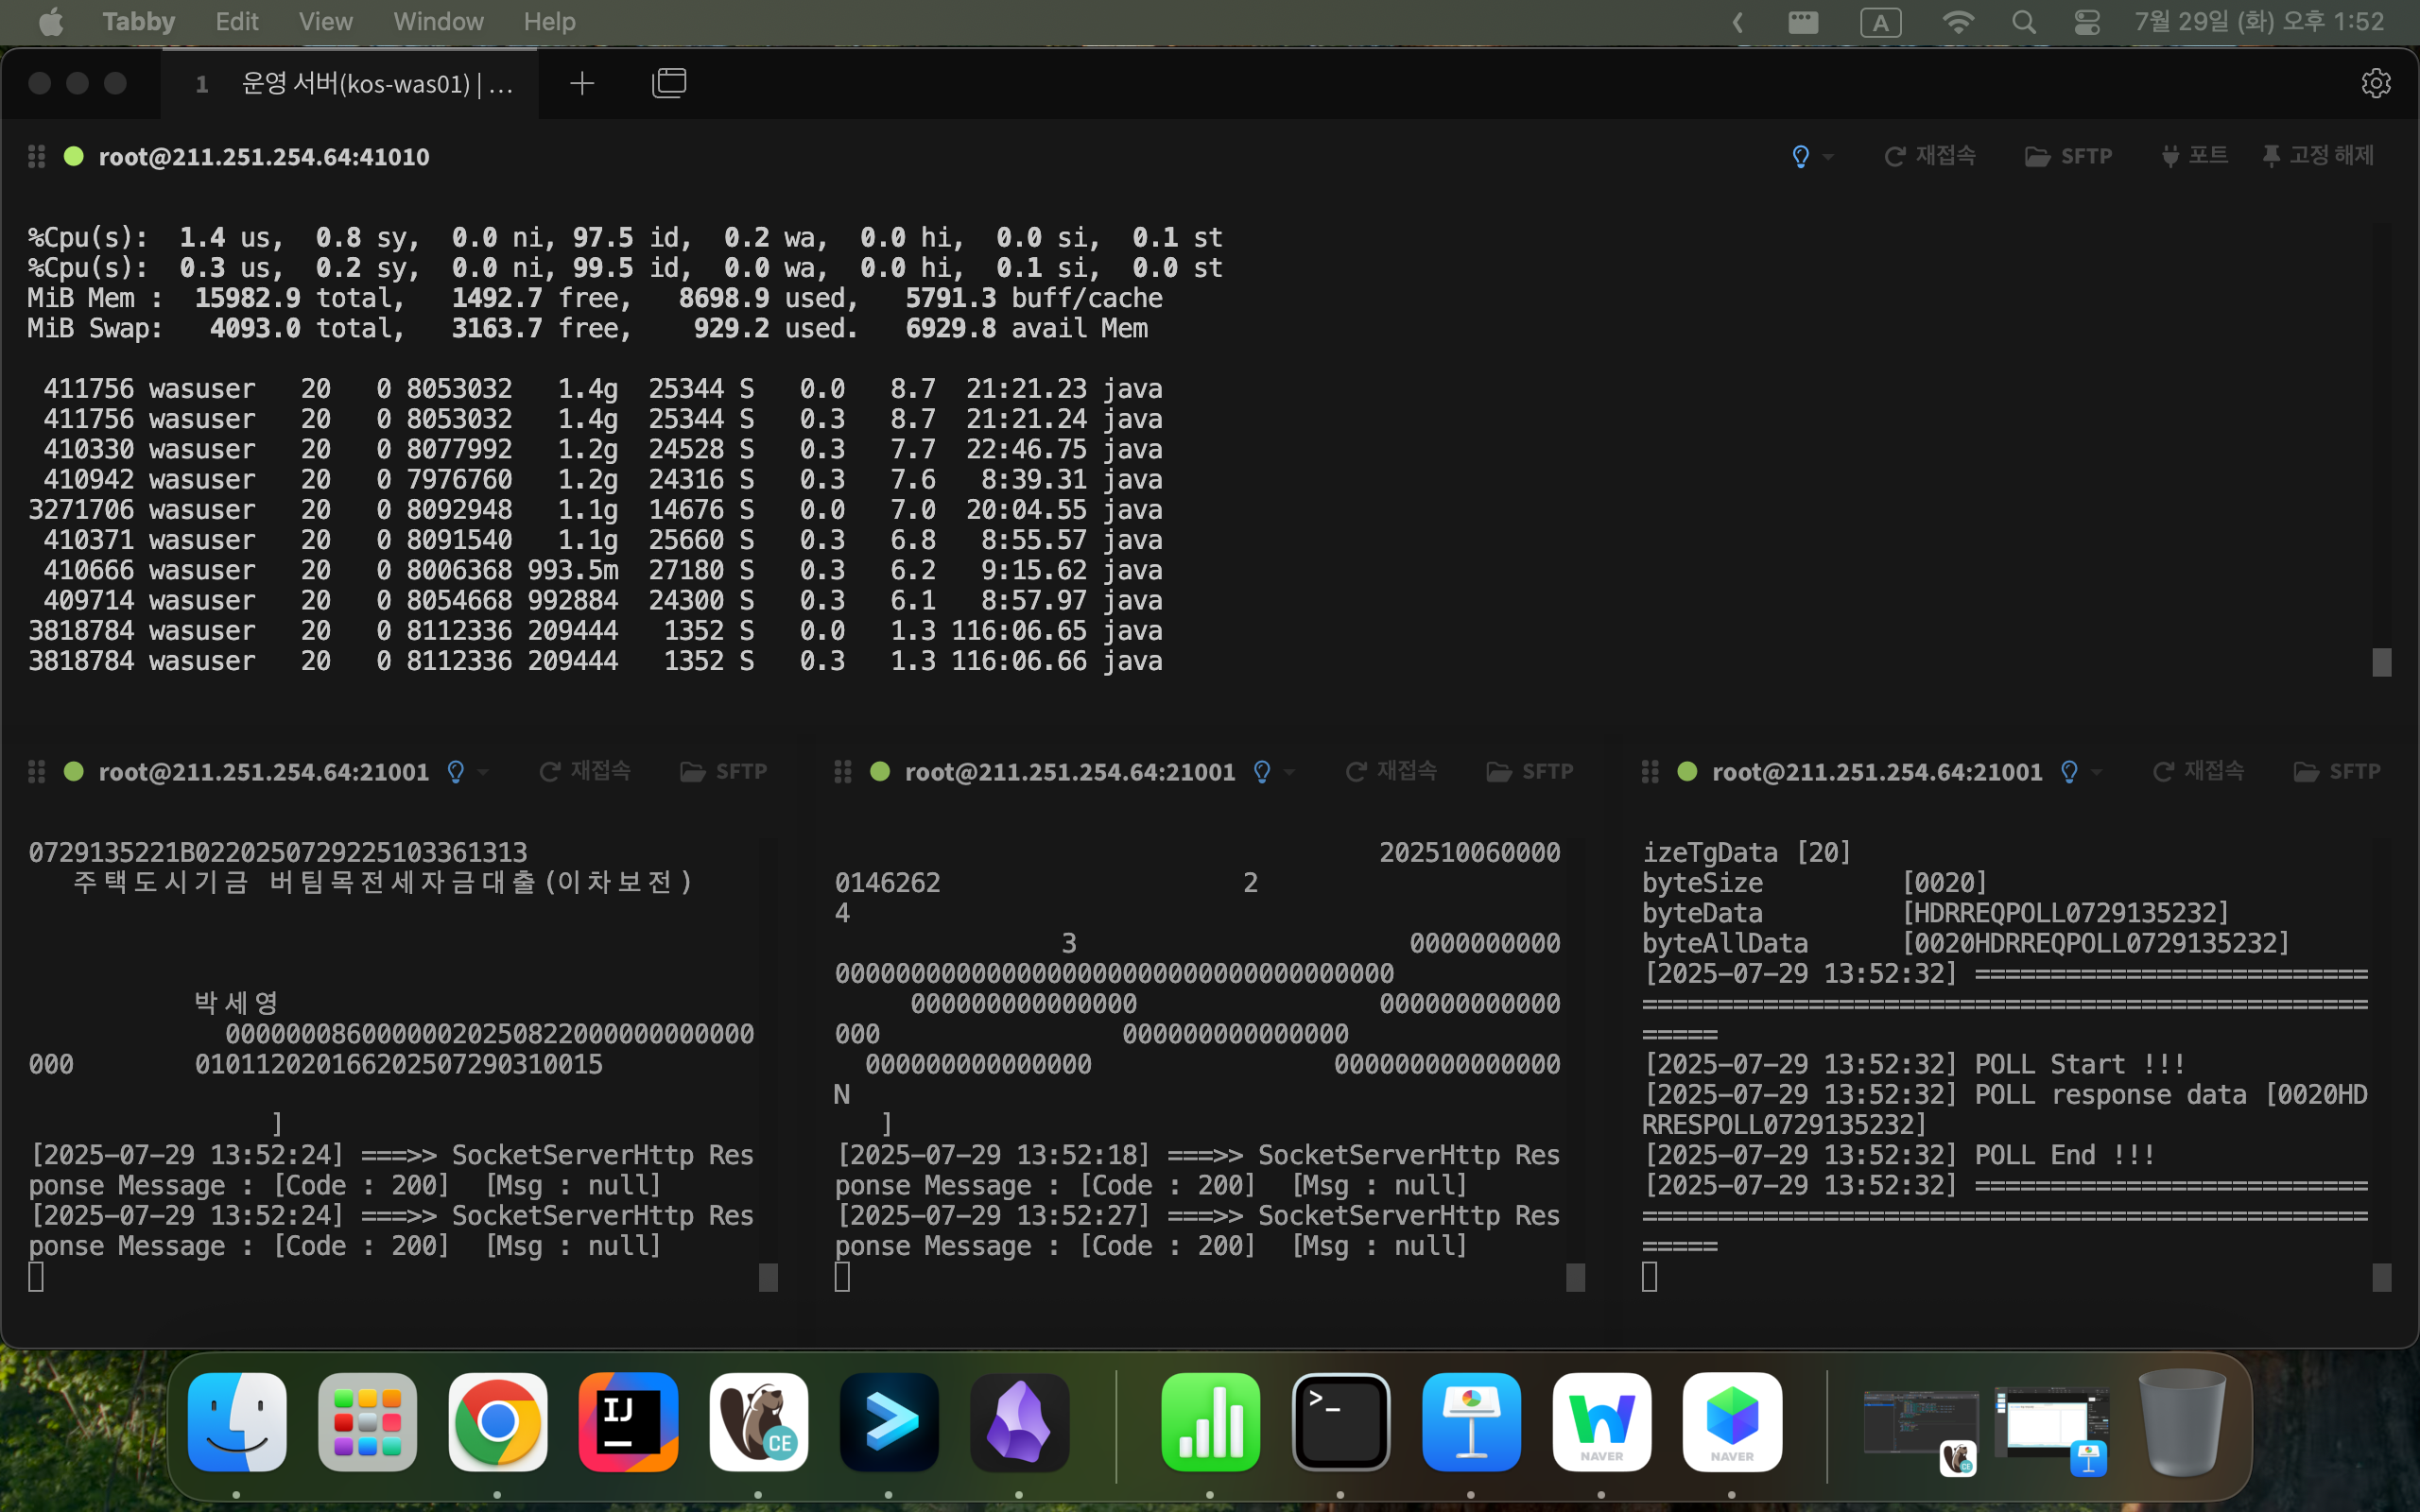 Tabby Edit View Window Help A 7월 29일 (화) 오후 1:52
1 운영 서버(kos-was01) | …
root@211.251.254.64:41010 재접속 SFTP 포트 고정 해제
%Cpu(s):  1.4 us,  0.8 sy,  0.0 ni, 97.5 id,  0.2 wa,  0.0 hi,  0.0 si,  0.1 st
%Cpu(s):  0.3 us,  0.2 sy,  0.0 ni, 99.5 id,  0.0 wa,  0.0 hi,  0.1 si,  0.0 st
MiB Mem :  15982.9 total,   1492.7 free,   8698.9 used,   5791.3 buff/cache
MiB Swap:   4093.0 total,   3163.7 free,    929.2 used.   6929.8 avail Mem
411756 wasuser   20   0 8053032   1.4g  25344 S   0.0   8.7  21:21.23 java
411756 wasuser   20   0 8053032   1.4g  25344 S   0.3   8.7  21:21.24 java
410330 wasuser   20   0 8077992   1.2g  24528 S   0.3   7.7  22:46.75 java
410942 wasuser   20   0 7976760   1.2g  24316 S   0.3   7.6   8:39.31 java
3271706 wasuser   20   0 8092948   1.1g  14676 S   0.0   7.0  20:04.55 java
410371 wasuser   20   0 8091540   1.1g  25660 S   0.3   6.8   8:55.57 java
410666 wasuser   20   0 8006368 993.5m  27180 S   0.3   6.2   9:15.62 java
409714 wasuser   20   0 8054668 992884  24300 S   0.3   6.1   8:57.97 java
3818784 wasuser   20   0 8112336 209444   1352 S   0.0   1.3 116:06.65 java
3818784 wasuser   20   0 8112336 209444   1352 S   0.3   1.3 116:06.66 java
root@211.251.254.64:21001 재접속 SFTP
0729135221B0220250729225103361313
주택도시기금 버팀목전세자금대출(이차보전)
박세영
00000008600000020250822000000000000
000        010112020166202507290310015
]
[2025-07-29 13:52:24] ===>> SocketServerHttp Res
ponse Message : [Code : 200]  [Msg : null]
[2025-07-29 13:52:24] ===>> SocketServerHttp Res
ponse Message : [Code : 200]  [Msg : null]
root@211.251.254.64:21001 재접속 SFTP
202510060000
0146262                    2
4
3                      0000000000
0000000000000000000000000000000000000
000000000000000                000000000000
000                000000000000000
000000000000000                000000000000000
N
]
[2025-07-29 13:52:18] ===>> SocketServerHttp Res
ponse Message : [Code : 200]  [Msg : null]
[2025-07-29 13:52:27] ===>> SocketServerHttp Res
ponse Message : [Code : 200]  [Msg : null]
root@211.251.254.64:21001 재접속 SFTP
izeTgData [20]
byteSize         [0020]
byteData         [HDRREQPOLL0729135232]
byteAllData      [0020HDRREQPOLL0729135232]
[2025-07-29 13:52:32] ==========================
================================================
=====
[2025-07-29 13:52:32] POLL Start !!!
[2025-07-29 13:52:32] POLL response data [0020HD
RRESPOLL0729135232]
[2025-07-29 13:52:32] POLL End !!!
[2025-07-29 13:52:32] ==========================
================================================
=====
IJ CE >_ NAVER NAVER CE